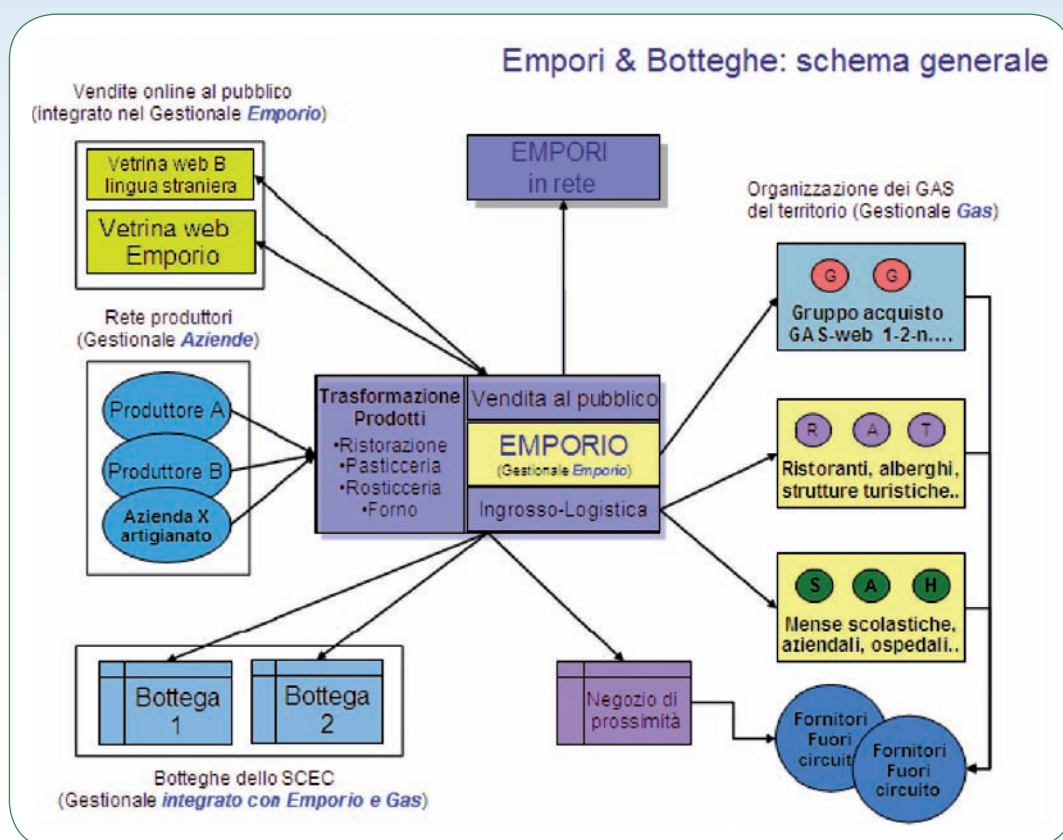 Empori & Botteghe: schema generale
Vendite online al pubblico
(integrato nel Gestionale Emporio)
Vetrina web B
lingua straniera
Vetrina web
Emporio
EMPORI
in rete
Organizzazione dei GAS
del territorio (Gestionale Gas)
G G
Gruppo acquisto
GAS-web 1-2-n....
Rete produttori
(Gestionale Aziende)
Produttore A
Produttore B
Azienda X
artigianato
Trasformazione
Prodotti
•Ristorazione
•Pasticceria
•Rosticceria
•Forno
Vendita al pubblico
EMPORIO
(Gestionale Emporio)
Ingrosso-Logistica
R A T
Ristoranti, alberghi,
strutture turistiche..
S A H
Mense scolastiche,
aziendali, ospedali..
Bottega
1
Bottega
2
Botteghe dello SCEC
(Gestionale integrato con Emporio e Gas)
Negozio di
prossimità
Fornitori
Fuori
circuito
Fornitori
Fuori
circuito